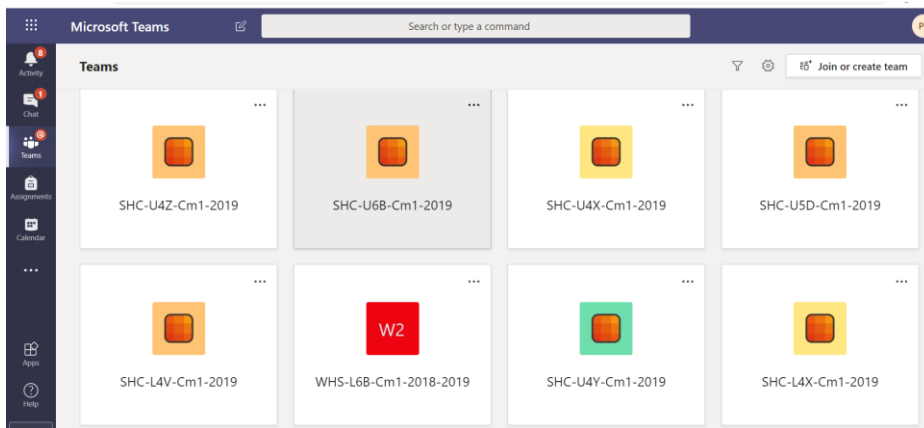 Microsoft Teams
Search or type a command
P
8
Activity
Teams
Join or create team
1
Chat
Teams
Assignments
Calendar
SHC-U4Z-Cm1-2019
SHC-U6B-Cm1-2019
SHC-U4X-Cm1-2019
SHC-U5D-Cm1-2019
W2
SHC-L4V-Cm1-2019
WHS-L6B-Cm1-2018-2019
SHC-U4Y-Cm1-2019
SHC-L4X-Cm1-2019
Apps
Help